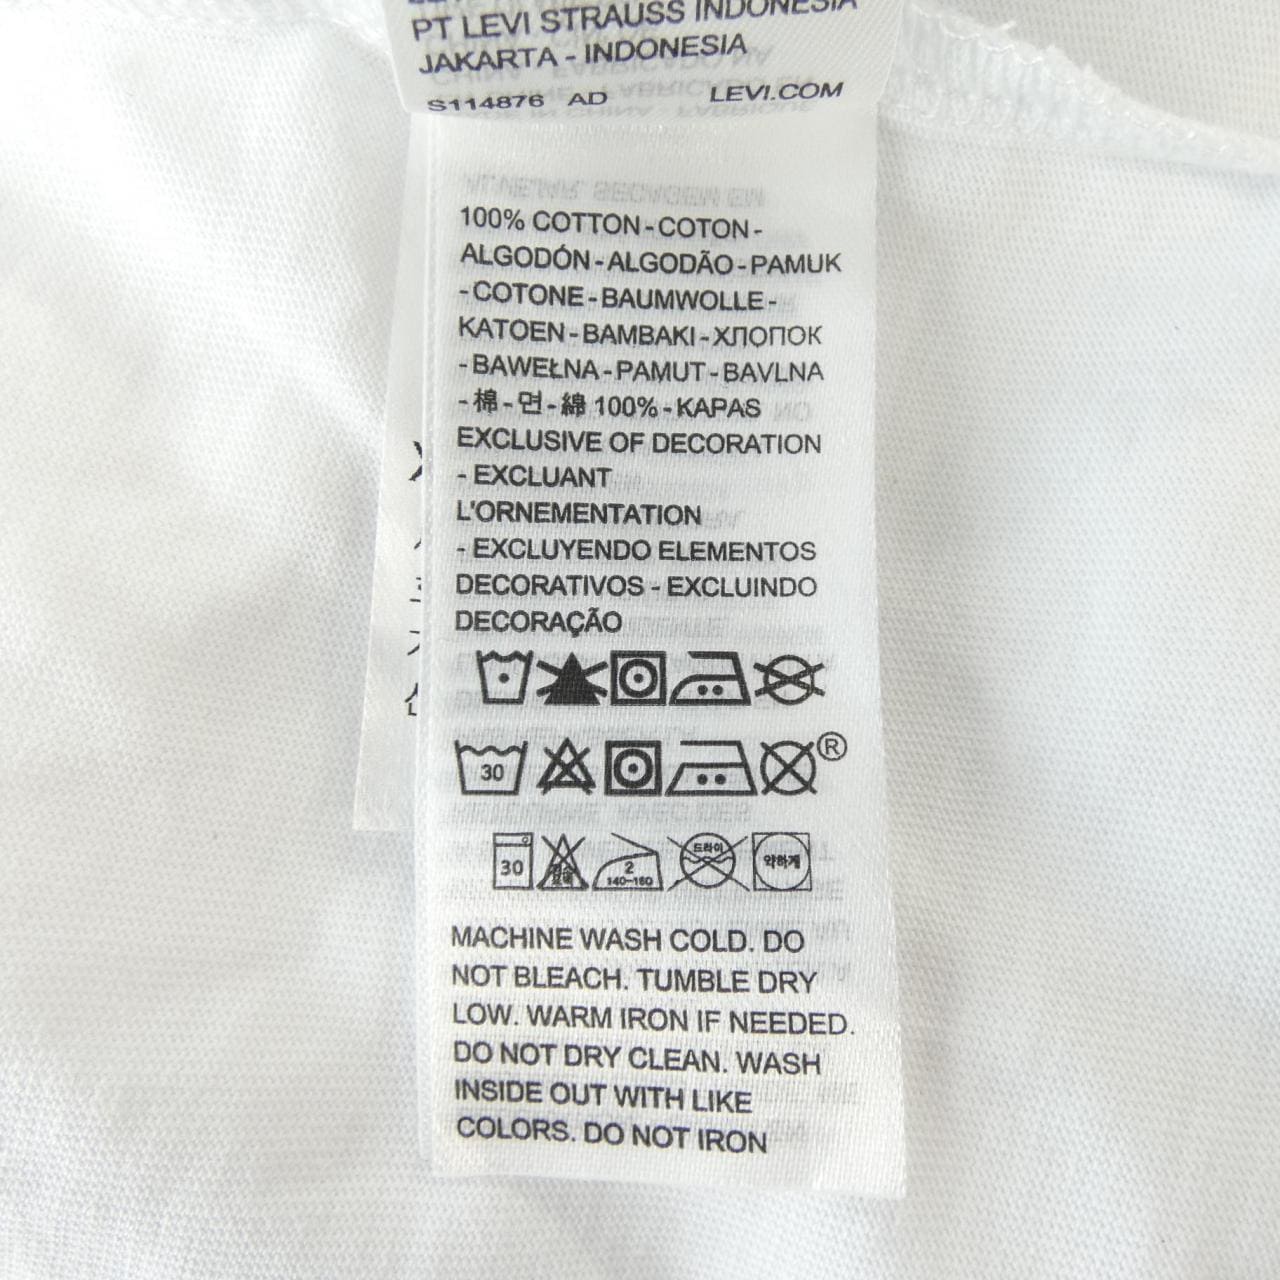 PT LEVI STRAUSS INDONESIA
JAKARTA - INDONESIA
S114876 AD LEVI.COM
100% COTTON - COTON -
ALGODÓN - ALGODÃO - PAMUK
- COTONE - BAUMWOLLE -
KATOEN - BAMBAKI - ХЛОПОК
- BAWEŁNA - PAMUT - BAVLNA
- 棉 - 면 - 綿 100% - KAPAS
EXCLUSIVE OF DECORATION
- EXCLUANT
L'ORNEMENTATION
- EXCLUYENDO ELEMENTOS
DECORATIVOS - EXCLUINDO
DECORAÇÃO
30 ®
30 염소 2 140~160 드라이 약하게
MACHINE WASH COLD. DO
NOT BLEACH. TUMBLE DRY
LOW. WARM IRON IF NEEDED.
DO NOT DRY CLEAN. WASH
INSIDE OUT WITH LIKE
COLORS. DO NOT IRON